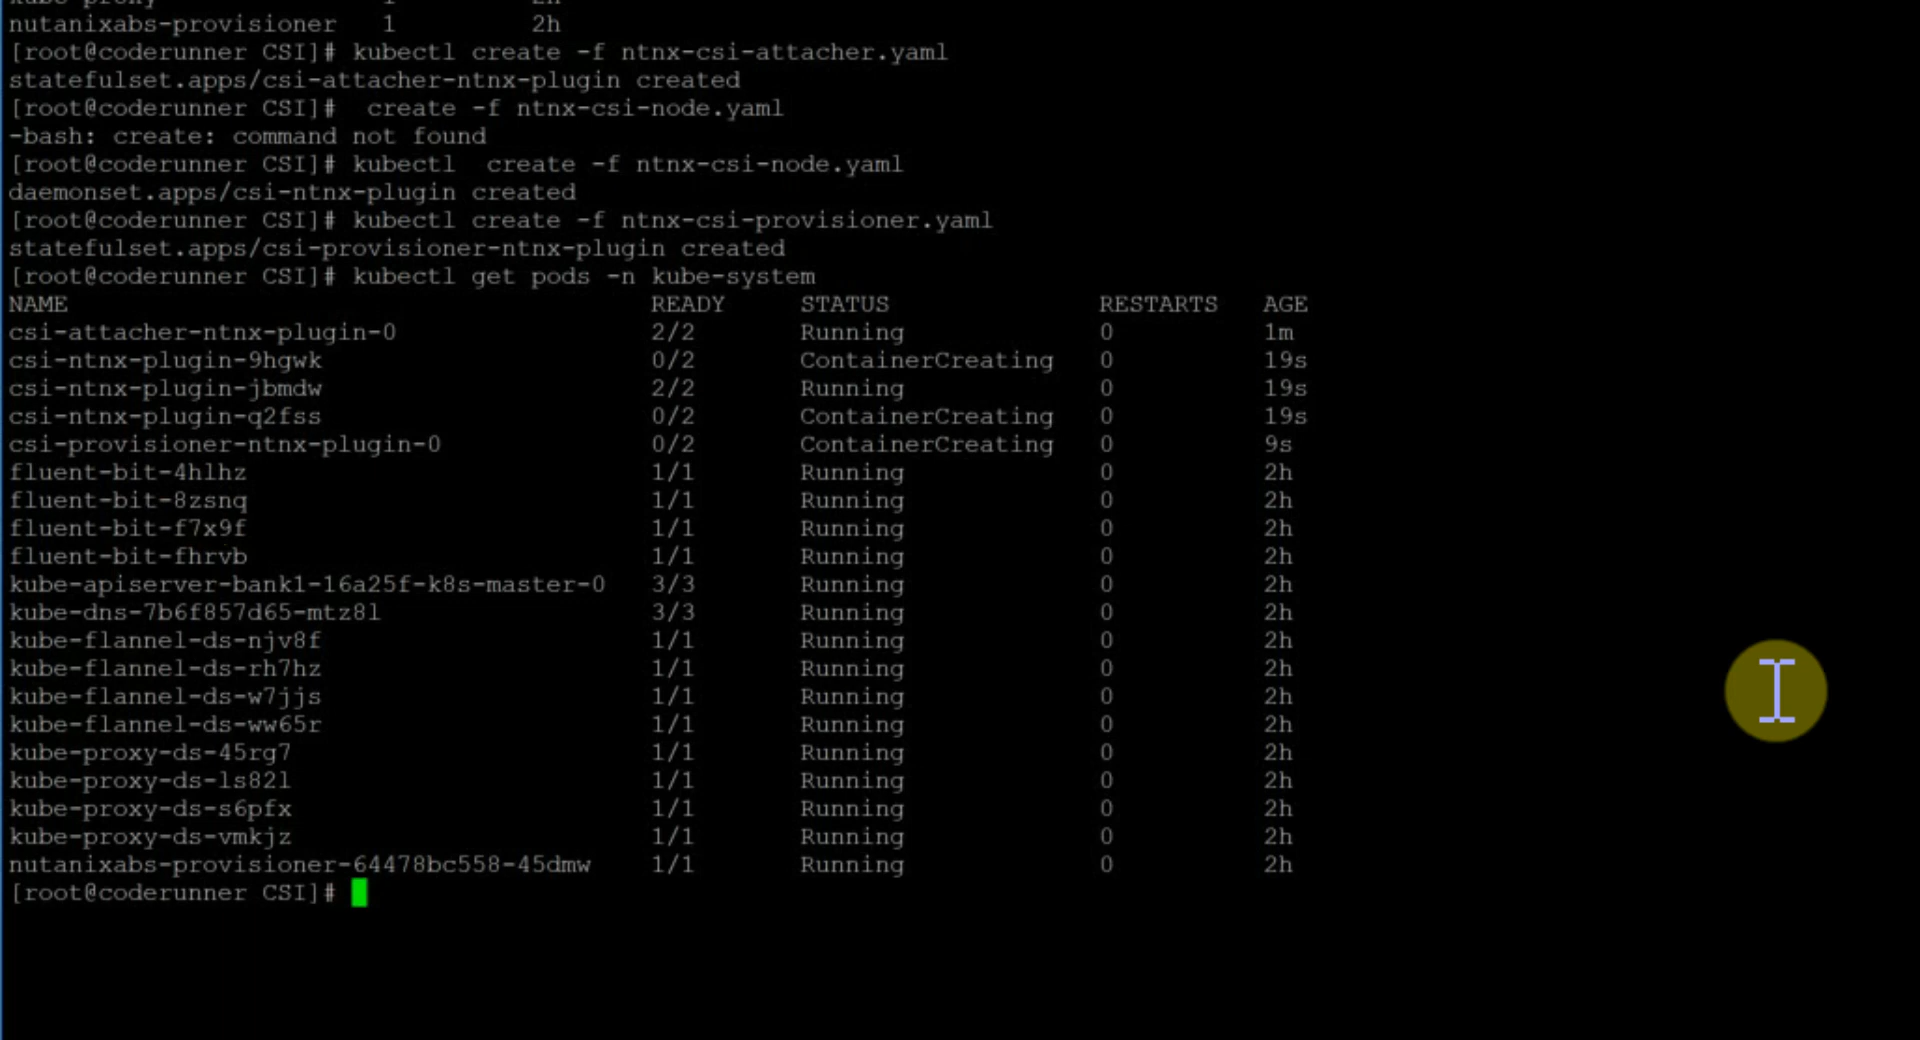 kube-proxy 1 2h
nutanixabs-provisioner 1 2h
[root@coderunner CSI]# kubectl create -f ntnx-csi-attacher.yaml
statefulset.apps/csi-attacher-ntnx-plugin created
[root@coderunner CSI]#  create -f ntnx-csi-node.yaml
-bash: create: command not found
[root@coderunner CSI]# kubectl  create -f ntnx-csi-node.yaml
daemonset.apps/csi-ntnx-plugin created
[root@coderunner CSI]# kubectl create -f ntnx-csi-provisioner.yaml
statefulset.apps/csi-provisioner-ntnx-plugin created
[root@coderunner CSI]# kubectl get pods -n kube-system
NAME READY STATUS RESTARTS AGE
csi-attacher-ntnx-plugin-0 2/2 Running 0 1m
csi-ntnx-plugin-9hgwk 0/2 ContainerCreating 0 19s
csi-ntnx-plugin-jbmdw 2/2 Running 0 19s
csi-ntnx-plugin-q2fss 0/2 ContainerCreating 0 19s
csi-provisioner-ntnx-plugin-0 0/2 ContainerCreating 0 9s
fluent-bit-4hlhz 1/1 Running 0 2h
fluent-bit-8zsnq 1/1 Running 0 2h
fluent-bit-f7x9f 1/1 Running 0 2h
fluent-bit-fhrvb 1/1 Running 0 2h
kube-apiserver-bank1-16a25f-k8s-master-0 3/3 Running 0 2h
kube-dns-7b6f857d65-mtz8l 3/3 Running 0 2h
kube-flannel-ds-njv8f 1/1 Running 0 2h
kube-flannel-ds-rh7hz 1/1 Running 0 2h
kube-flannel-ds-w7jjs 1/1 Running 0 2h
kube-flannel-ds-ww65r 1/1 Running 0 2h
kube-proxy-ds-45rg7 1/1 Running 0 2h
kube-proxy-ds-ls82l 1/1 Running 0 2h
kube-proxy-ds-s6pfx 1/1 Running 0 2h
kube-proxy-ds-vmkjz 1/1 Running 0 2h
nutanixabs-provisioner-64478bc558-45dmw 1/1 Running 0 2h
[root@coderunner CSI]#